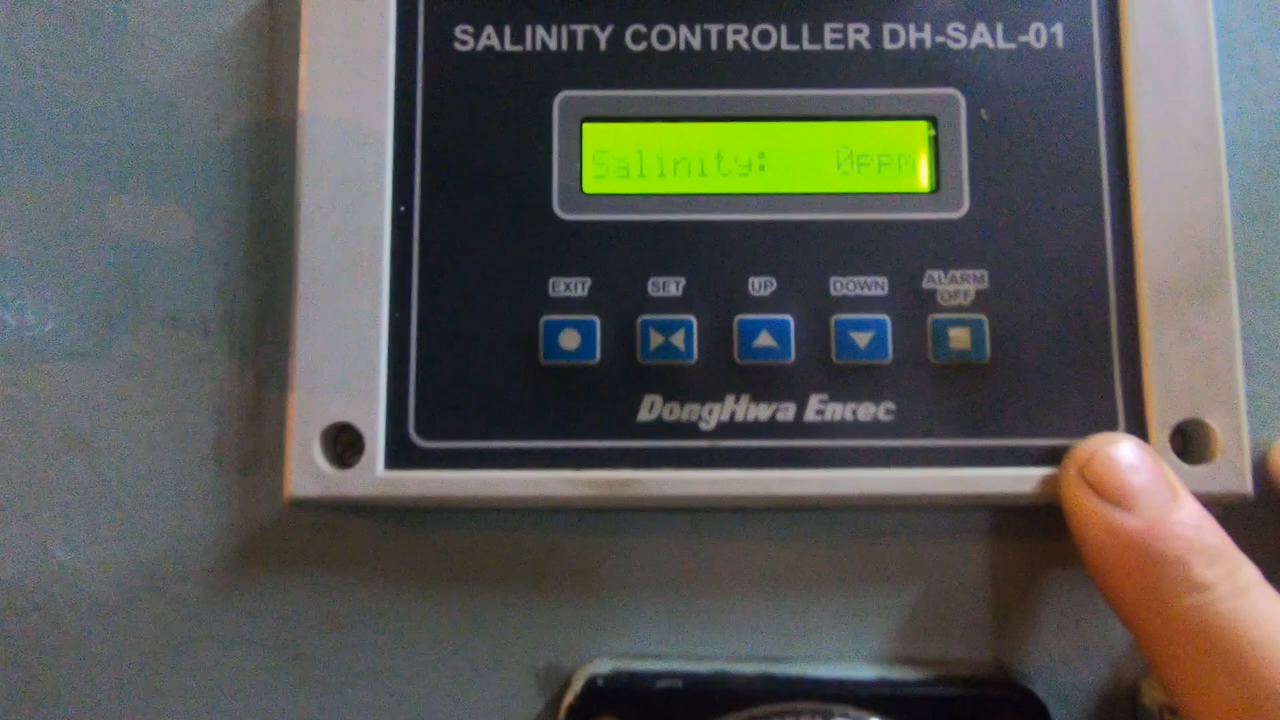 SALINITY CONTROLLER DH-SAL-01
Salinity: 0ppm
EXIT
SET
UP
DOWN
ALARM
OFF
DongHwa Entec